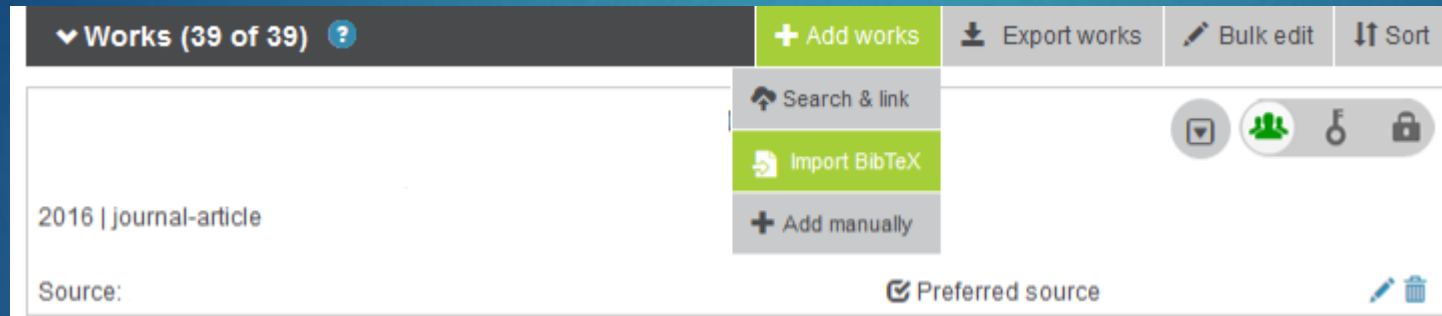 Works (39 of 39) ?
Add works
Export works
Bulk edit
Sort
Search & link
Import BibTeX
Add manually
2016 | journal-article
Source:
Preferred source